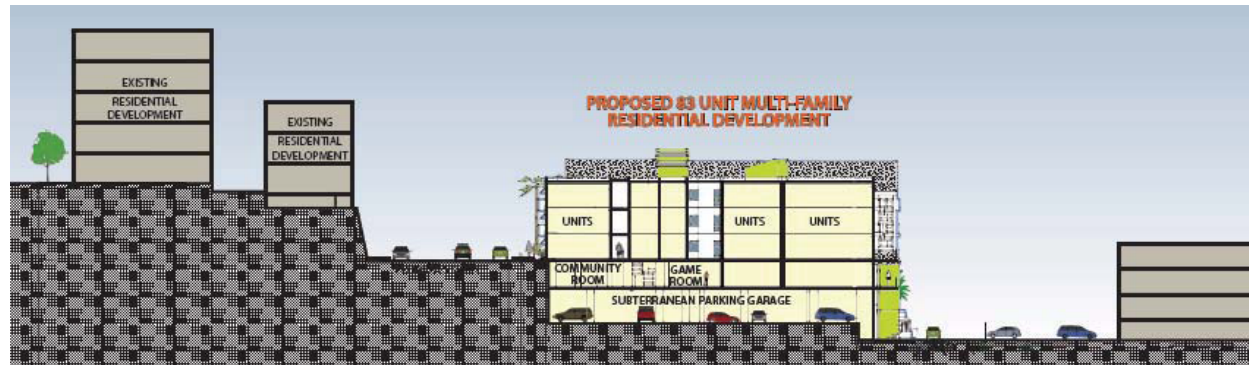 EXISTING
RESIDENTIAL
DEVELOPMENT
EXISTING
RESIDENTIAL
DEVELOPMENT
PROPOSED 83 UNIT MULTI-FAMILY
RESIDENTIAL DEVELOPMENT
UNITS
UNITS
UNITS
COMMUNITY
ROOM
GAME
ROOM
SUBTERRANEAN PARKING GARAGE